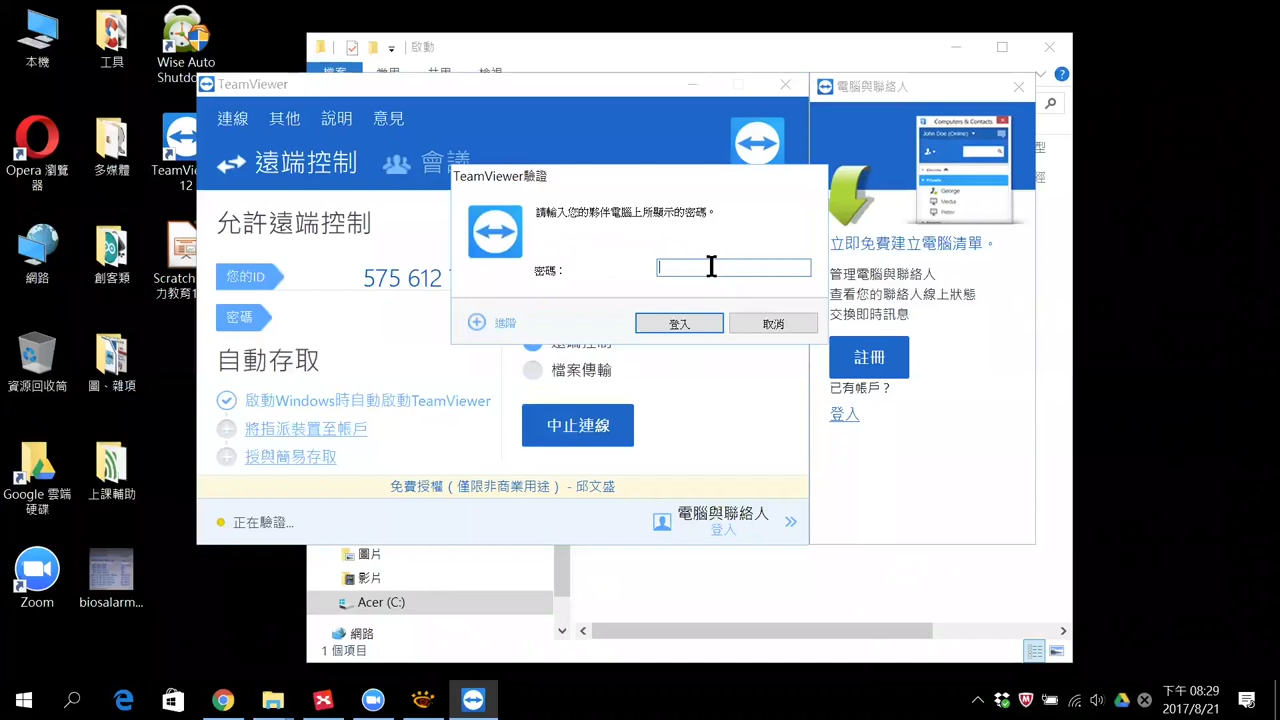 本機
工具
Wise Auto
Shutdo
Opera 瀏覽
器
多媒體
TeamV
12
網路
創客類
Scratch
資源回收筒
圖、雜項
Google 雲端
硬碟
上課輔助
Zoom
biosalarm...
啟動
TeamViewer
連線
其他
說明
意見
遠端控制
會議
允許遠端控制
您的ID
575 612
密碼
自動存取
啟動Windows時自動啟動TeamViewer
將指派裝置至帳戶
授與簡易存取
檔案傳輸
中止連線
免費授權（僅限非商業用途）- 邱文盛
正在驗證...
電腦與聯絡人
登入
TeamViewer驗證
請輸入您的夥伴電腦上所顯示的密碼。
密碼：
進階
登入
取消
電腦與聯絡人
Computers & Contacts
John Doe (Online)
George
Media
Peter
立即免費建立電腦清單。
管理電腦與聯絡人
查看您的聯絡人線上狀態
交換即時訊息
註冊
已有帳戶？
登入
圖片
影片
Acer (C:)
網路
1 個項目
下午 08:29
2017/8/21